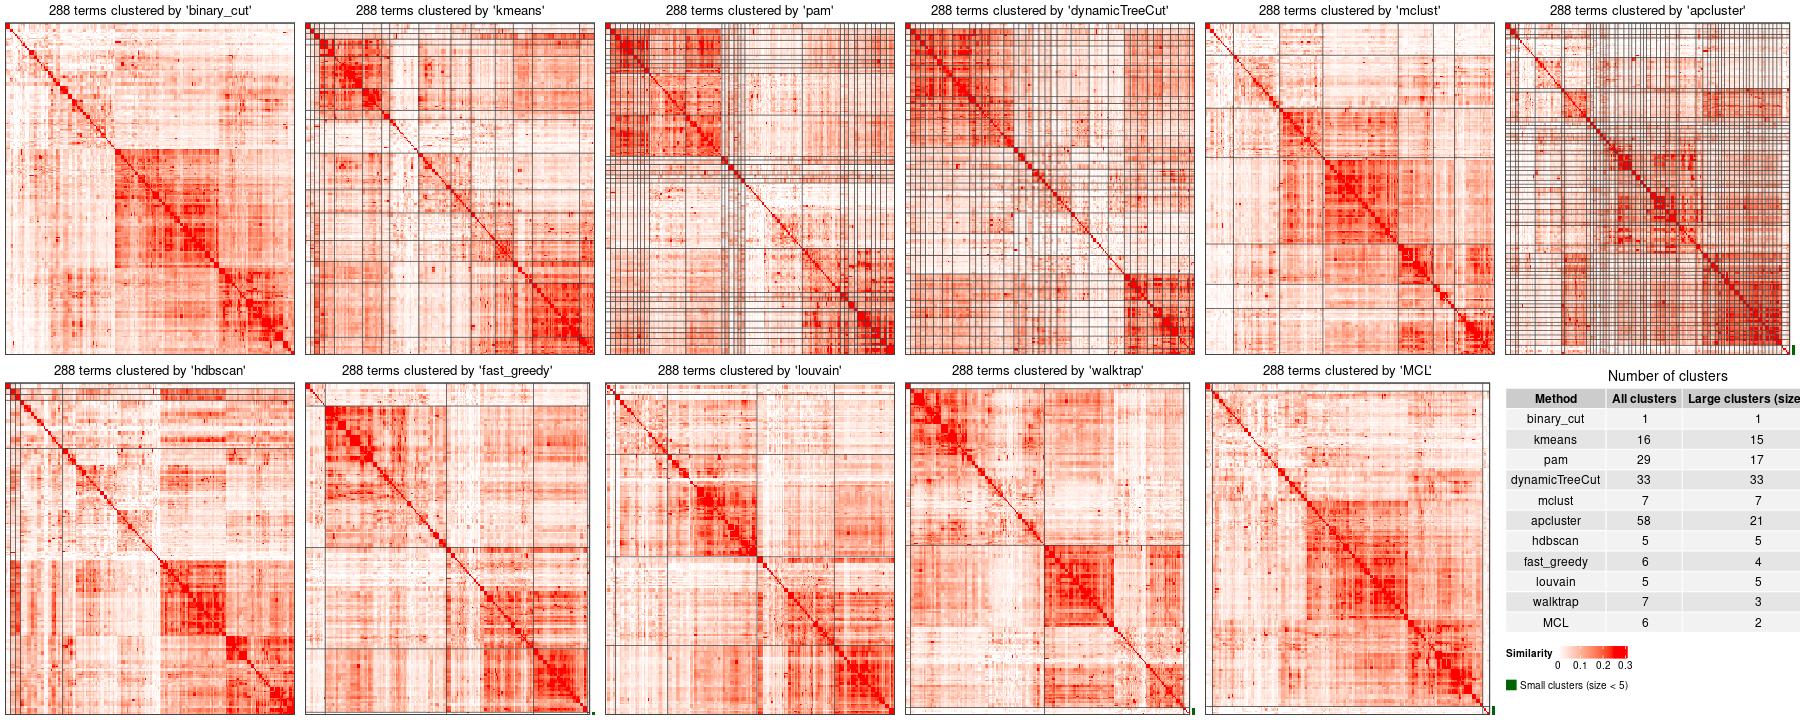 288 terms clustered by 'binary_cut'
288 terms clustered by 'kmeans'
288 terms clustered by 'pam'
288 terms clustered by 'dynamicTreeCut'
288 terms clustered by 'mclust'
288 terms clustered by 'apcluster'
288 terms clustered by 'hdbscan'
288 terms clustered by 'fast_greedy'
288 terms clustered by 'louvain'
288 terms clustered by 'walktrap'
288 terms clustered by 'MCL'
Number of clusters
Method All clusters Large clusters (size
binary_cut 1 1
kmeans 16 15
pam 29 17
dynamicTreeCut 33 33
mclust 7 7
apcluster 58 21
hdbscan 5 5
fast_greedy 6 4
louvain 5 5
walktrap 7 3
MCL 6 2
Similarity
0 0.1 0.2 0.3
Small clusters (size < 5)